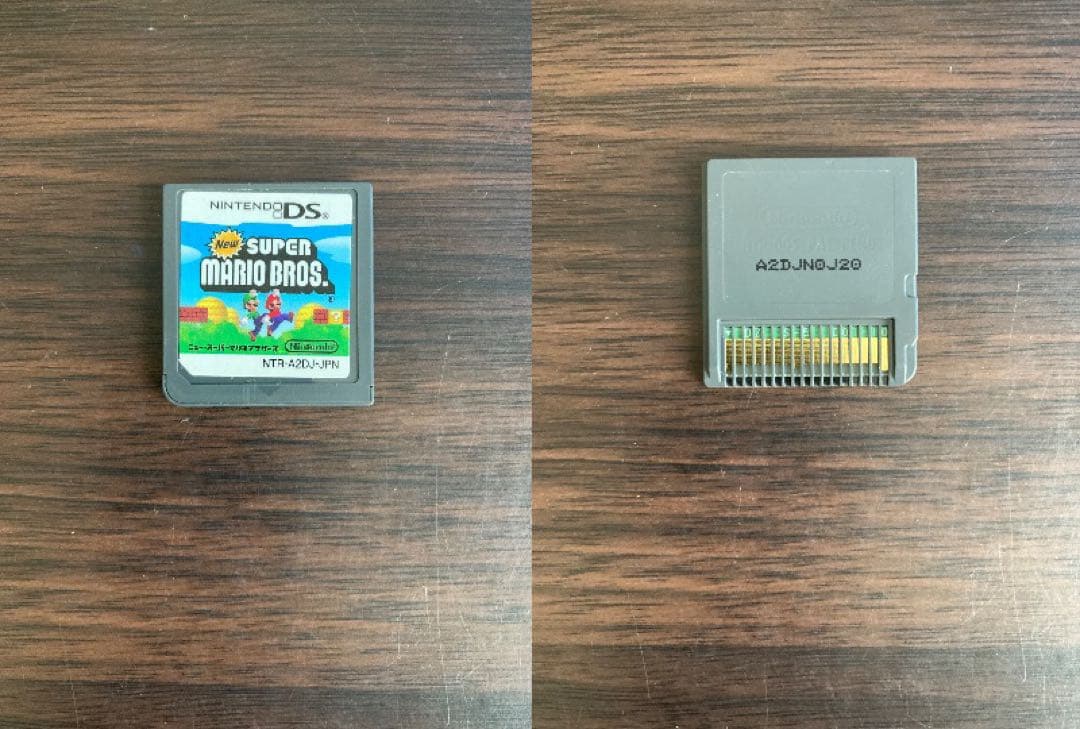 NINTENDO DS®
New SUPER
MARIO BROS.
ニュー・スーパーマリオブラザーズ
Nintendo
NTR-A2DJ-JPN
A2DJN0J20